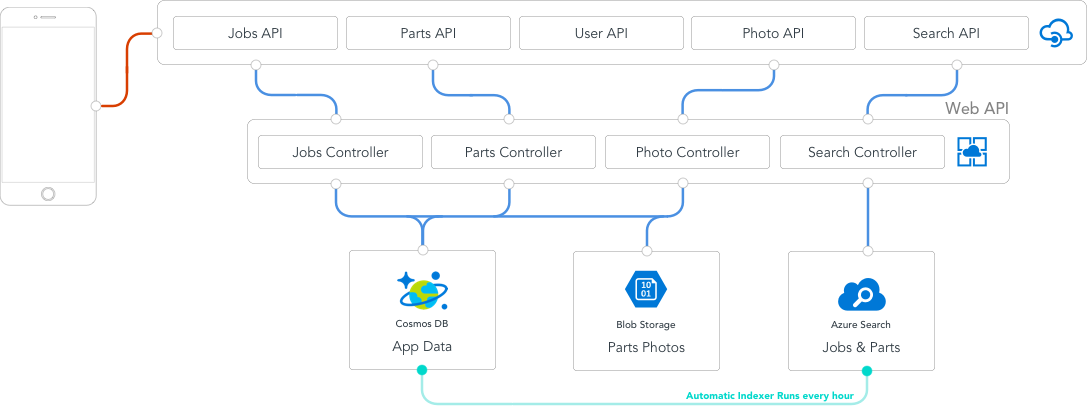 Jobs API
Parts API
User API
Photo API
Search API
Web API
Jobs Controller
Parts Controller
Photo Controller
Search Controller
Cosmos DB
App Data
10
01
Blob Storage
Parts Photos
Azure Search
Jobs & Parts
Automatic Indexer Runs every hour